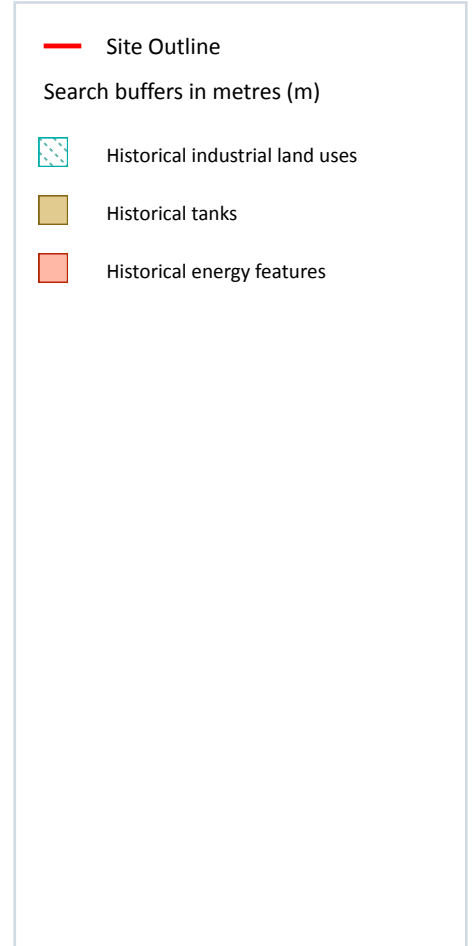 Site Outline
Search buffers in metres (m)
Historical industrial land uses
Historical tanks
Historical energy features